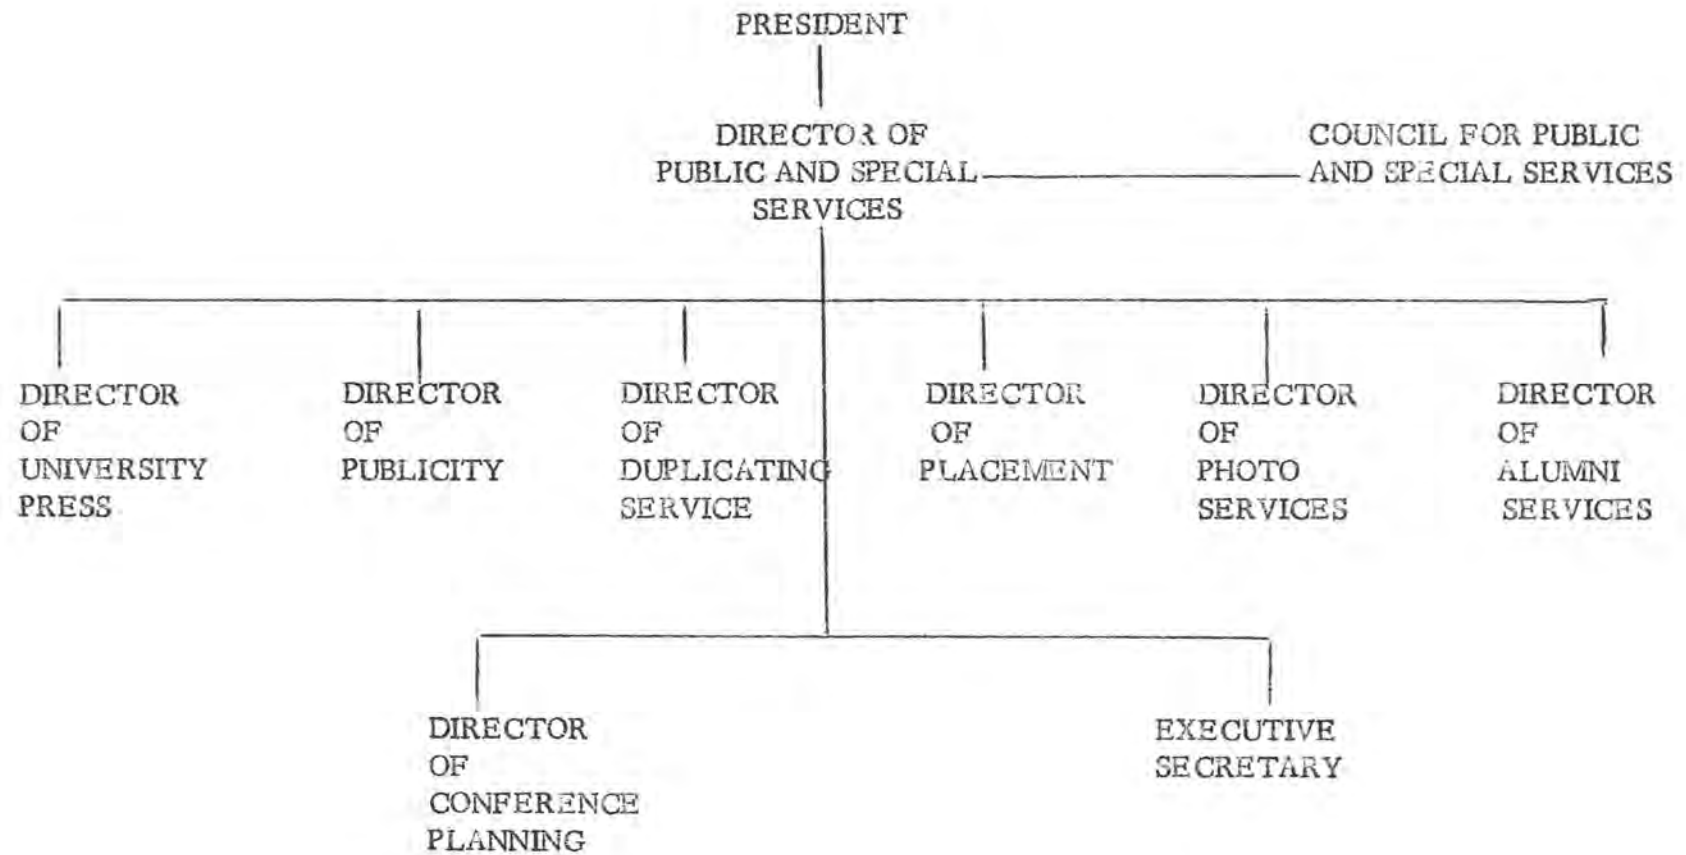 PRESIDENT
DIRECTOR OF
PUBLIC AND SPECIAL
SERVICES
COUNCIL FOR PUBLIC
AND SPECIAL SERVICES
DIRECTOR
OF
UNIVERSITY
PRESS
DIRECTOR
OF
PUBLICITY
DIRECTOR
OF
DUPLICATING
SERVICE
DIRECTOR
OF
PLACEMENT
DIRECTOR
OF
PHOTO
SERVICES
DIRECTOR
OF
ALUMNI
SERVICES
DIRECTOR
OF
CONFERENCE
PLANNING
EXECUTIVE
SECRETARY